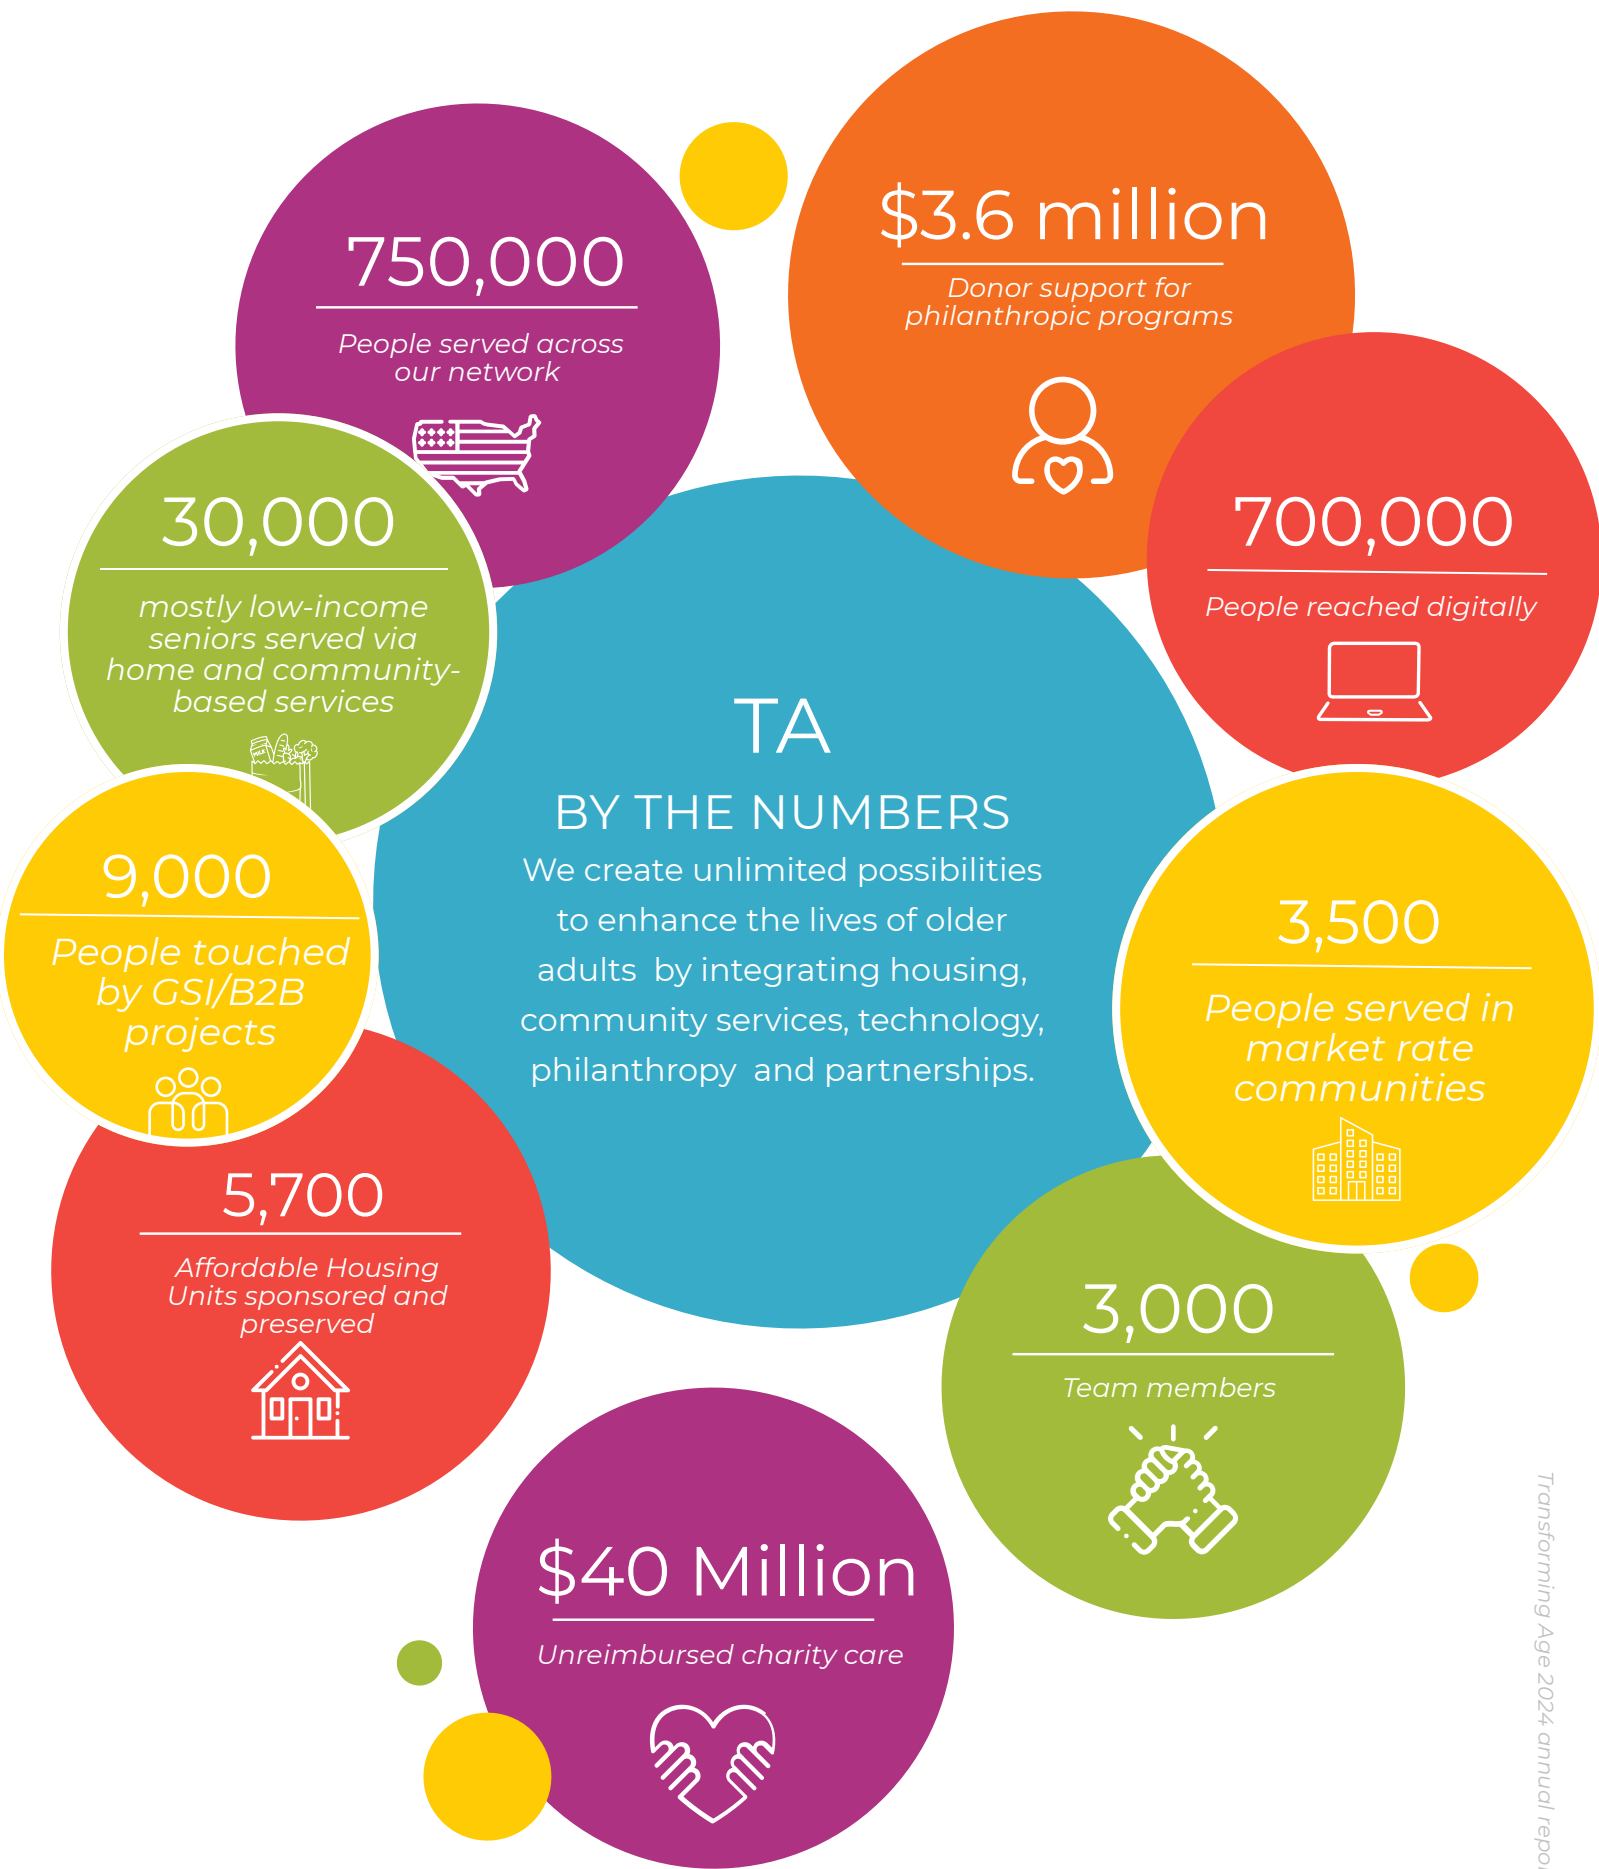 $3.6 million
Donor support for
philanthropic programs
750,000
People served across
our network
700,000
People reached digitally
30,000
mostly low-income
seniors served via
home and community-
based services
MILK
TA
BY THE NUMBERS
We create unlimited possibilities
to enhance the lives of older
adults by integrating housing,
community services, technology,
philanthropy and partnerships.
9,000
People touched
by GSI/B2B
projects
3,500
People served in
market rate
communities
5,700
Affordable Housing
Units sponsored and
preserved
3,000
Team members
$40 Million
Unreimbursed charity care
Transforming Age 2024 annual repo